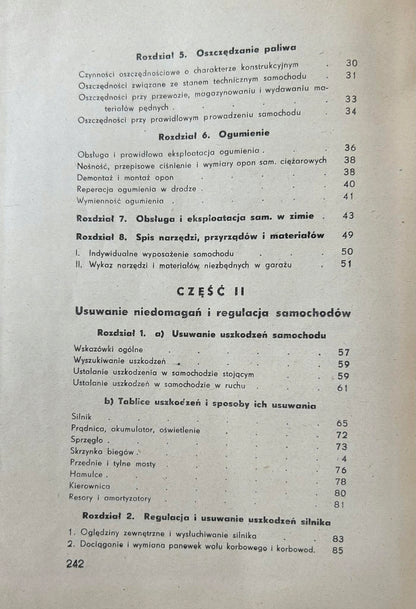 Rozdział 5. Oszczędzanie paliwa
Czynności oszczędnościowe o charakterze konstrukcyjnym . 30
Oszczędności związane ze stanem technicznym samochodu . 31
Oszczędności przy przewozie, magazynowaniu i wydawaniu ma-
teriałów pędnych . . . . . 33
Oszczędności przy prawidłowym prowadzeniu samochodu . 34
Rozdział 6. Ogumienie
Obsługa i prawidłowa eksploatacja ogumienia . . . 36
Nośność, przepisowe ciśnienie i wymiary opon sam. ciężarowych 38
Demontaż i montaż opon . . . . . 38
Reperacja ogumienia w drodze . . . . . 40
Wymienność ogumienia . . . . . 41
Rozdział 7. Obsługa i eksploatacja sam. w zimie . 43
Rozdział 8. Spis narzędzi, przyrządów i materiałów 49
I. Indywidualne wyposażenie samochodu . . . 50
II. Wykaz narzędzi i materiałów niezbędnych w garażu . 51
CZĘŚĆ II
Usuwanie niedomagań i regulacja samochodów
Rozdział 1. a) Usuwanie uszkodzeń samochodu
Wskazówki ogólne . . . . . 57
Wyszukiwanie uszkodzeń . . . . . 59
Ustalanie uszkodzenia w samochodzie stojącym . . . 59
Ustalanie uszkodzeń w samochodzie w ruchu . . . 61
b) Tablice uszkodzeń i sposoby ich usuwania
Silnik . . . . . 65
Prądnica, akumulator, oświetlenie . . . . 72
Sprzęgło . . . . . 73
Skrzynka biegów . . . . . 4
Przednie i tylne mosty . . . . . 76
Hamulce . . . . . 78
Kierownica . . . . . 80
Resory i amortyzatory . . . . . 81
Rozdział 2. Regulacja i usuwanie uszkodzeń silnika
1. Oględziny zewnętrzne i wysłuchiwanie silnika . . 83
2. Dociąganie i wymiana panewek wału korbowego i korbowod. 85
242